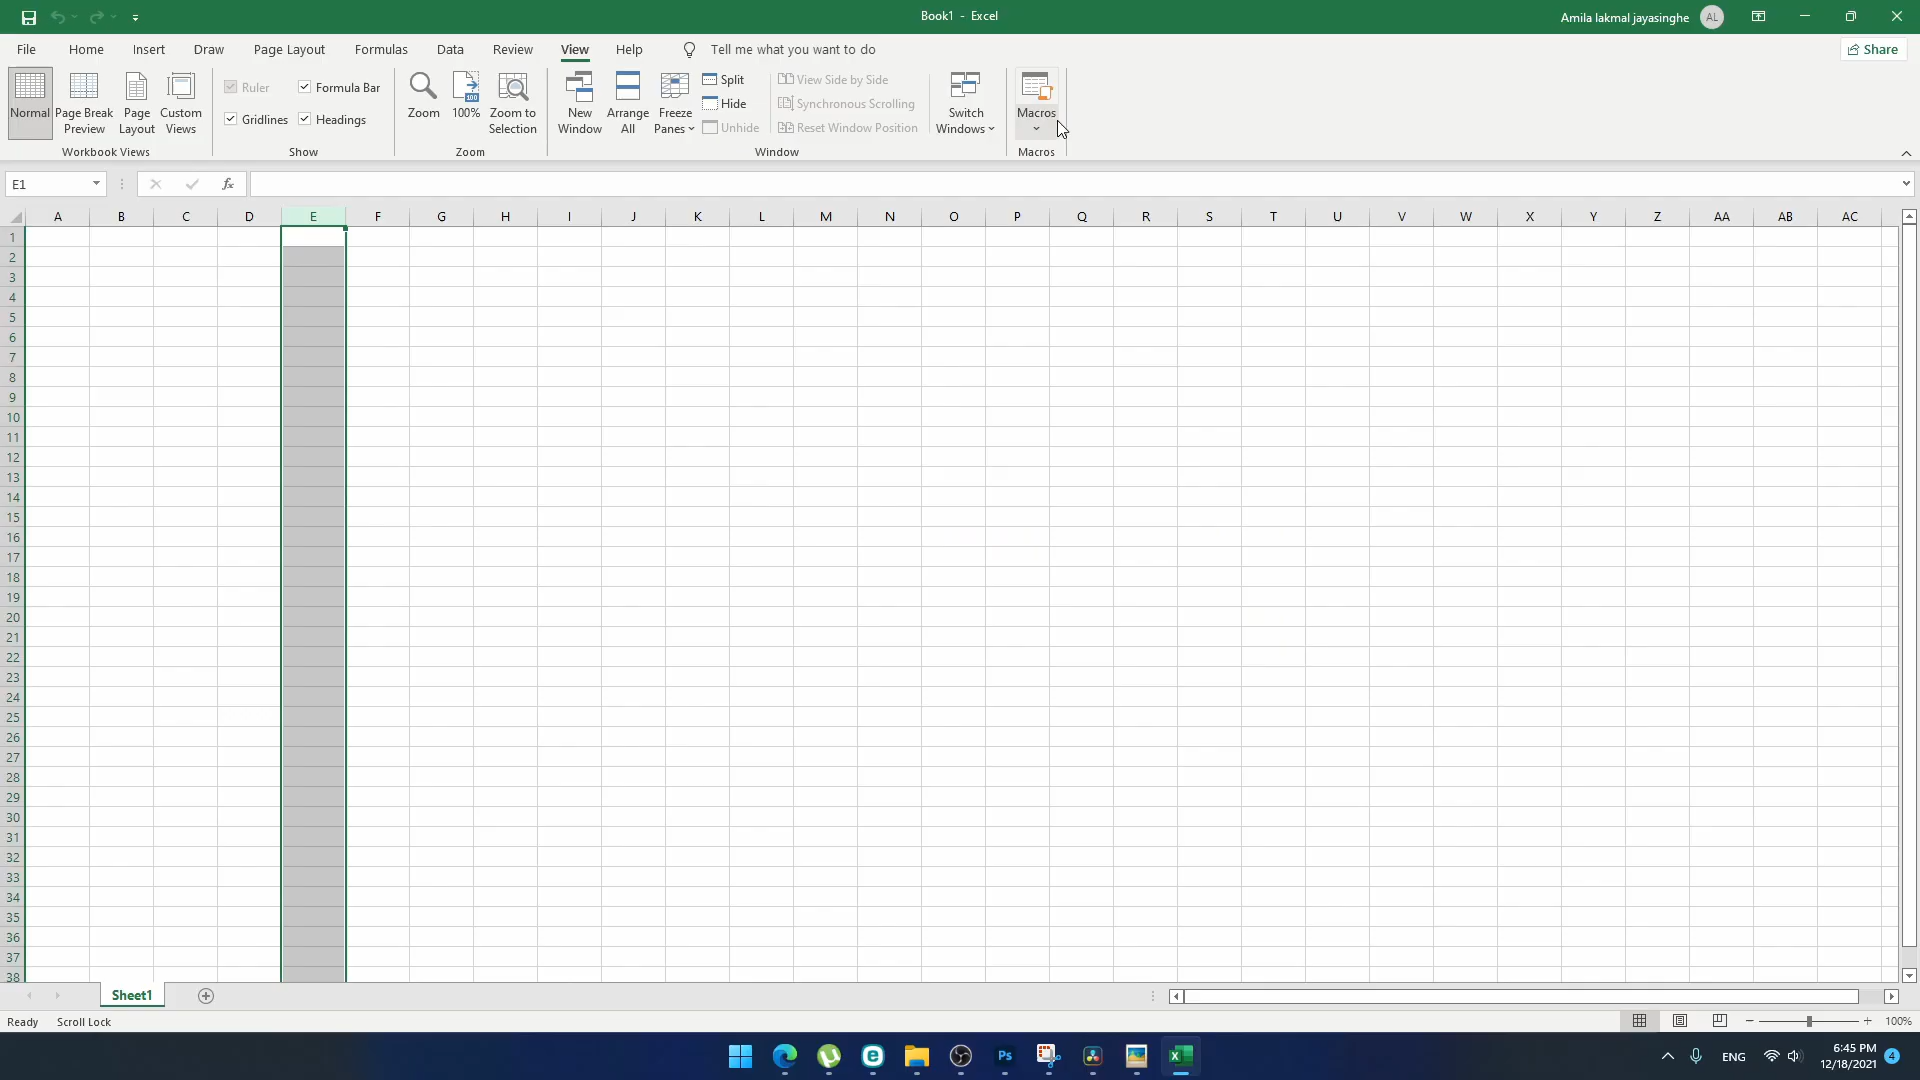 Book1 - Excel
Amila lakmal jayasinghe AL
File Home Insert Draw Page Layout Formulas Data Review View Help Tell me what you want to do Share
Normal
Page Break Preview
Page Layout
Custom Views
Workbook Views
Ruler
Formula Bar
Gridlines
Headings
Show
Zoom
100
100%
Zoom to Selection
Zoom
New Window
Arrange All
Freeze Panes
Split
Hide
Unhide
View Side by Side
Synchronous Scrolling
Reset Window Position
Switch Windows
Window
Macros
Macros
E1
fx
A B C D E F G H I J K L M N O P Q R S T U V W X Y Z AA AB AC
1
2
3
4
5
6
7
8
9
10
11
12
13
14
15
16
17
18
19
20
21
22
23
24
25
26
27
28
29
30
31
32
33
34
35
36
37
38
Sheet1
Ready Scroll Lock 100%
Ps
ENG
6:45 PM
12/18/2021
4